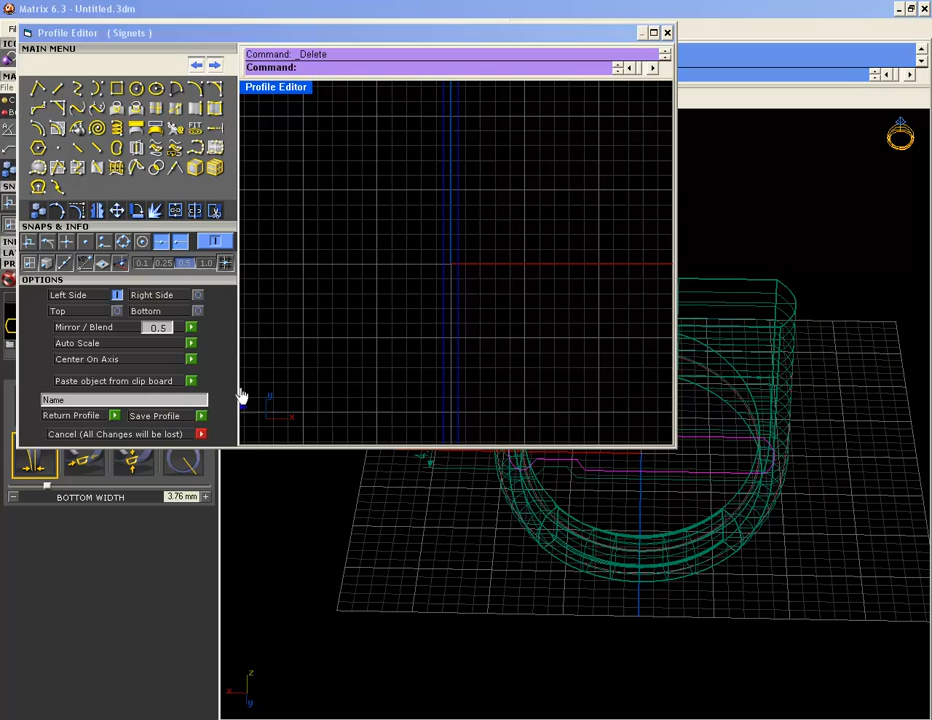 Matrix 6.3 - Untitled.3dm
Profile Editor ( Signets )
MAIN MENU
Command: _Delete
Command:
Profile Editor
FIT
SNAPS & INFO
0.1 0.25 0.5 1.0
OPTIONS
Left Side Right Side
Top Bottom
Mirror / Blend 0.5
Auto Scale
Center On Axis
Paste object from clip board
Name
Return Profile Save Profile
Cancel (All Changes will be lost)
y
x
BOTTOM WIDTH 3.76 mm
z
x
y